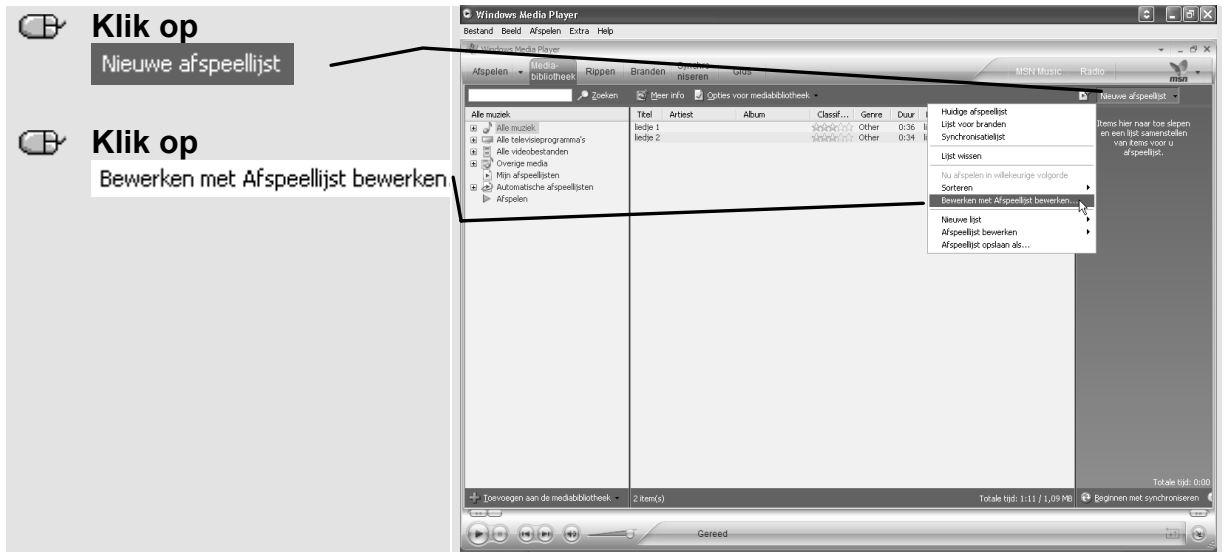 Klik op
Nieuwe afspeellijst
Klik op
Bewerken met Afspeellijst bewerken
Windows Media Player
Bestand Beeld Afspelen Extra Help
Windows Media Player
Afspelen
Media-
bibliotheek
Rippen
Branden
Synchro
niseren
Gids
MSN Music
Radio
msn
Zoeken
Meer info
Opties voor mediabibliotheek
Nieuwe afspeellijst
Alle muziek
Alle muziek
Alle televisieprogramma's
Alle videobestanden
Overige media
Mijn afspeellijsten
Automatische afspeellijsten
Afspelen
Titel Artiest Album Classif... Genre Duur
liedje 1 Other 0:36
liedje 2 Other 0:34
Huidige afspeellijst
Lijst voor branden
Synchronisatielijst
Lijst wissen
Nu afspelen in willekeurige volgorde
Sorteren
Bewerken met Afspeellijst bewerken...
Nieuwe lijst
Afspeellijst bewerken
Afspeellijst opslaan als...
Items hier naar toe slepen
en een lijst samenstellen
van items voor u
afspeellijst.
Totale tijd: 0:00
Toevoegen aan de mediabibliotheek
2 item(s)
Totale tijd: 1:11 / 1,09 MB
Beginnen met synchroniseren
Gereed